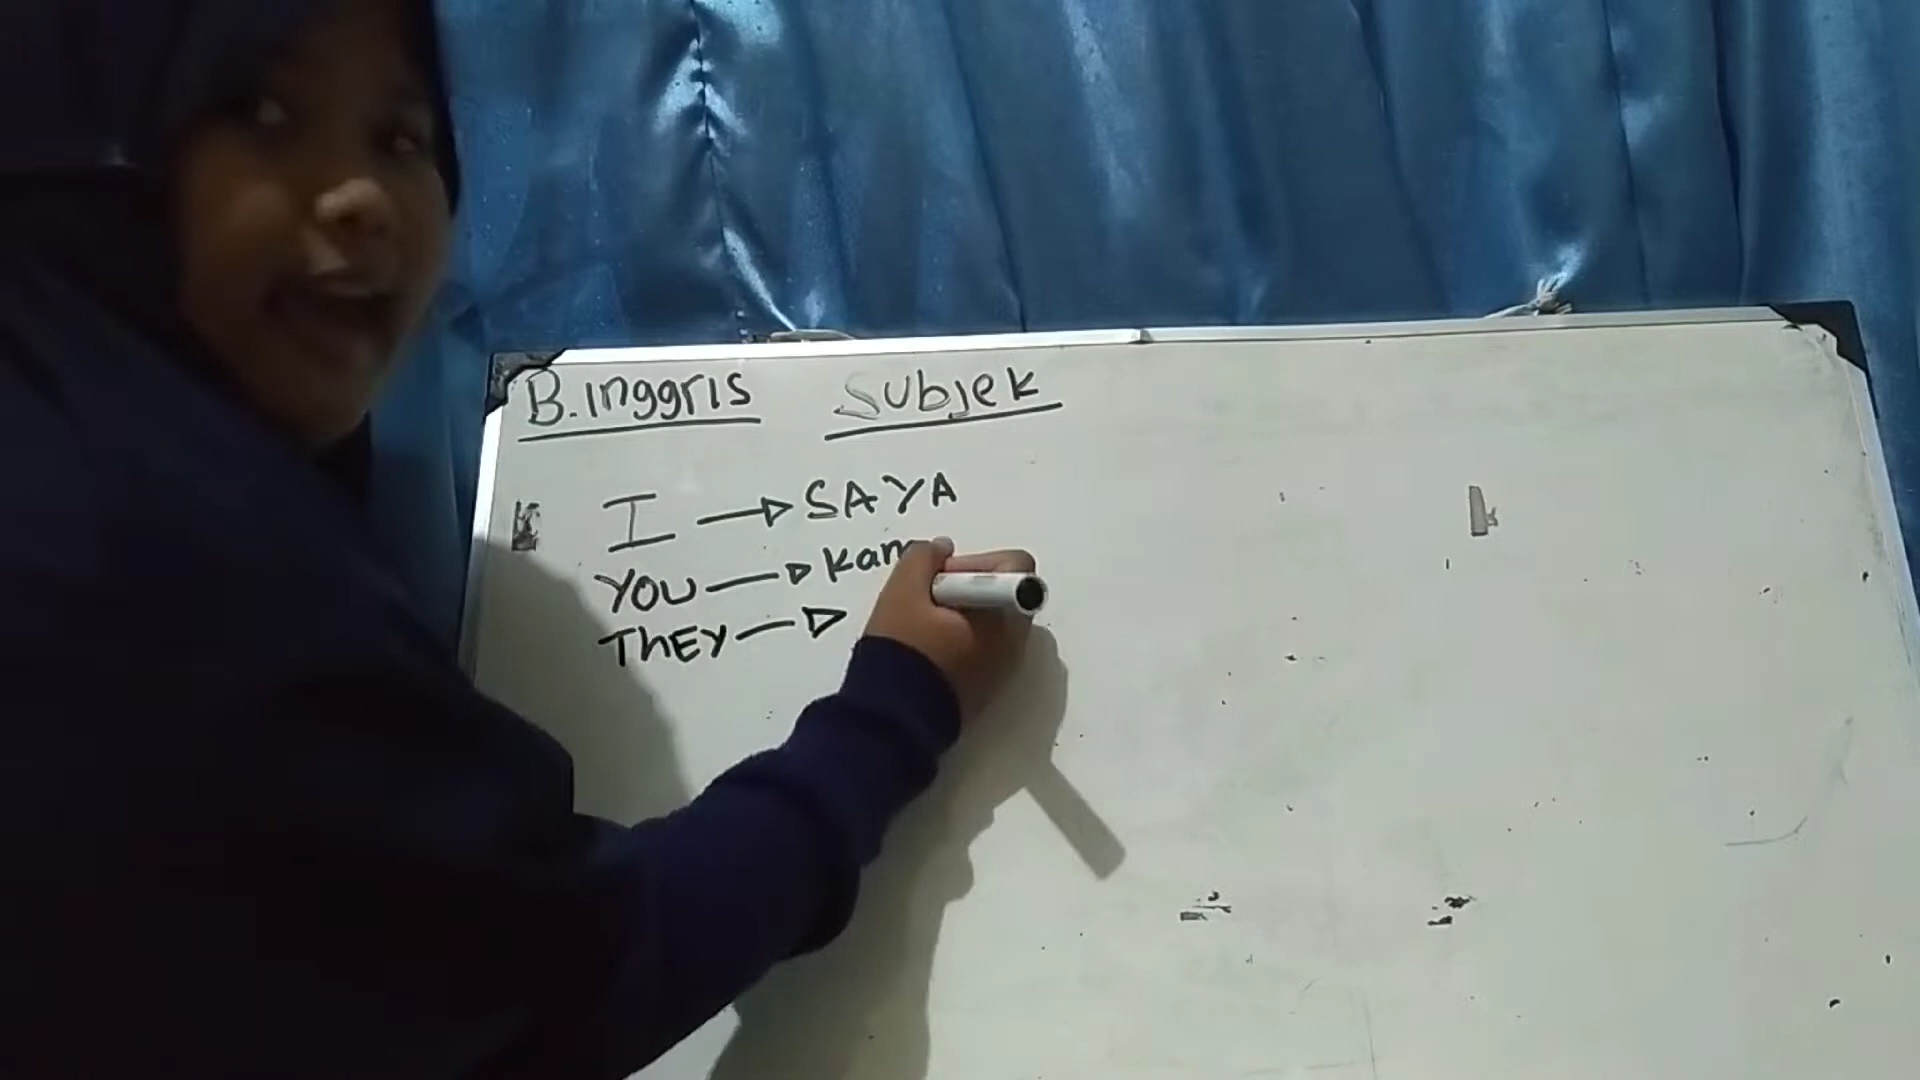 B. Inggris Subjek
I → SAYA
YOU → Kam
ThEY →